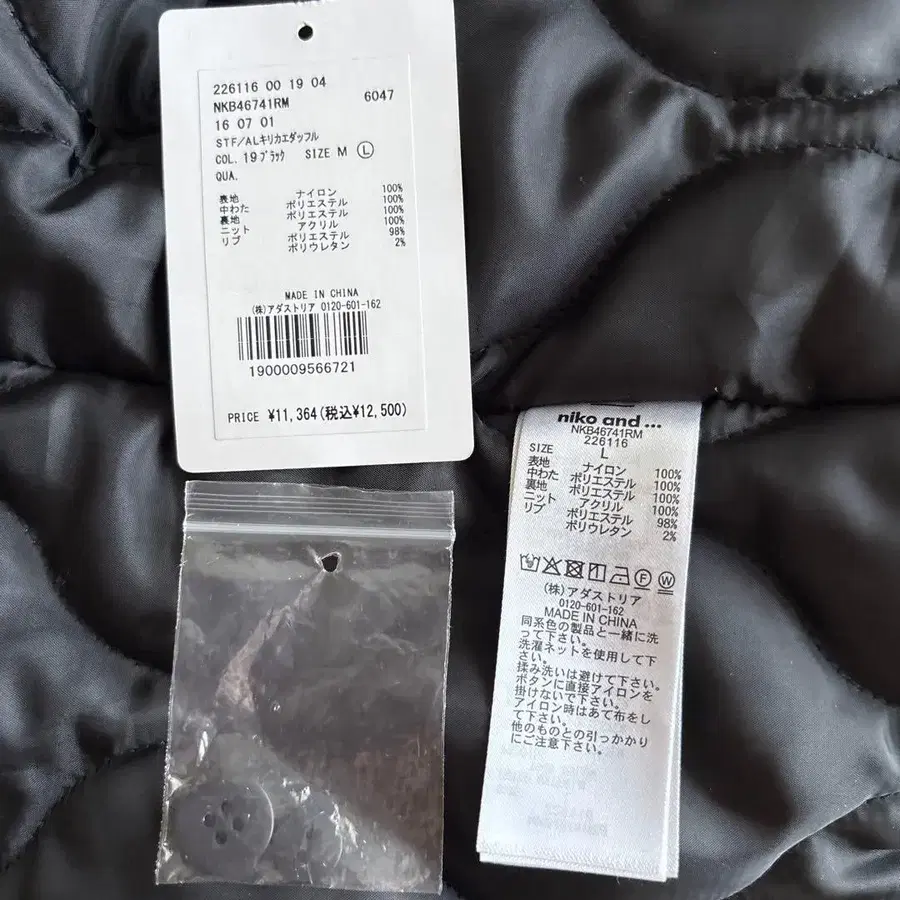 226116 00 19 04
NKB46741RM 6047
16 07 01
STF/ALキリカエダッフル
COL. 19 ブラック SIZE M Ⓛ
QUA.
表地 ナイロン 100%
中わた ポリエステル 100%
裏地 ポリエステル 100%
ニット アクリル 100%
リブ ポリエステル 98%
ポリウレタン 2%
MADE IN CHINA
(株)アダストリア 0120-601-162
1900009566721
PRICE ¥11,364(税込¥12,500)
niko and ...
NKB46741RM
226116
SIZE L
表地 ナイロン 100%
中わた ポリエステル 100%
裏地 ポリエステル 100%
ニット アクリル 100%
リブ ポリエステル 98%
ポリウレタン 2%
(株)アダストリア
0120-601-162
MADE IN CHINA
同系色の製品と一緒に洗
って下さい。
洗濯ネットを使用して下
さい。
揉み洗いは避けて下さい。
ボタンに直接アイロンを
掛けないで下さい。
アイロン時はあて布をし
て下さい。
他のものとの引っかかり
にご注意下さい。